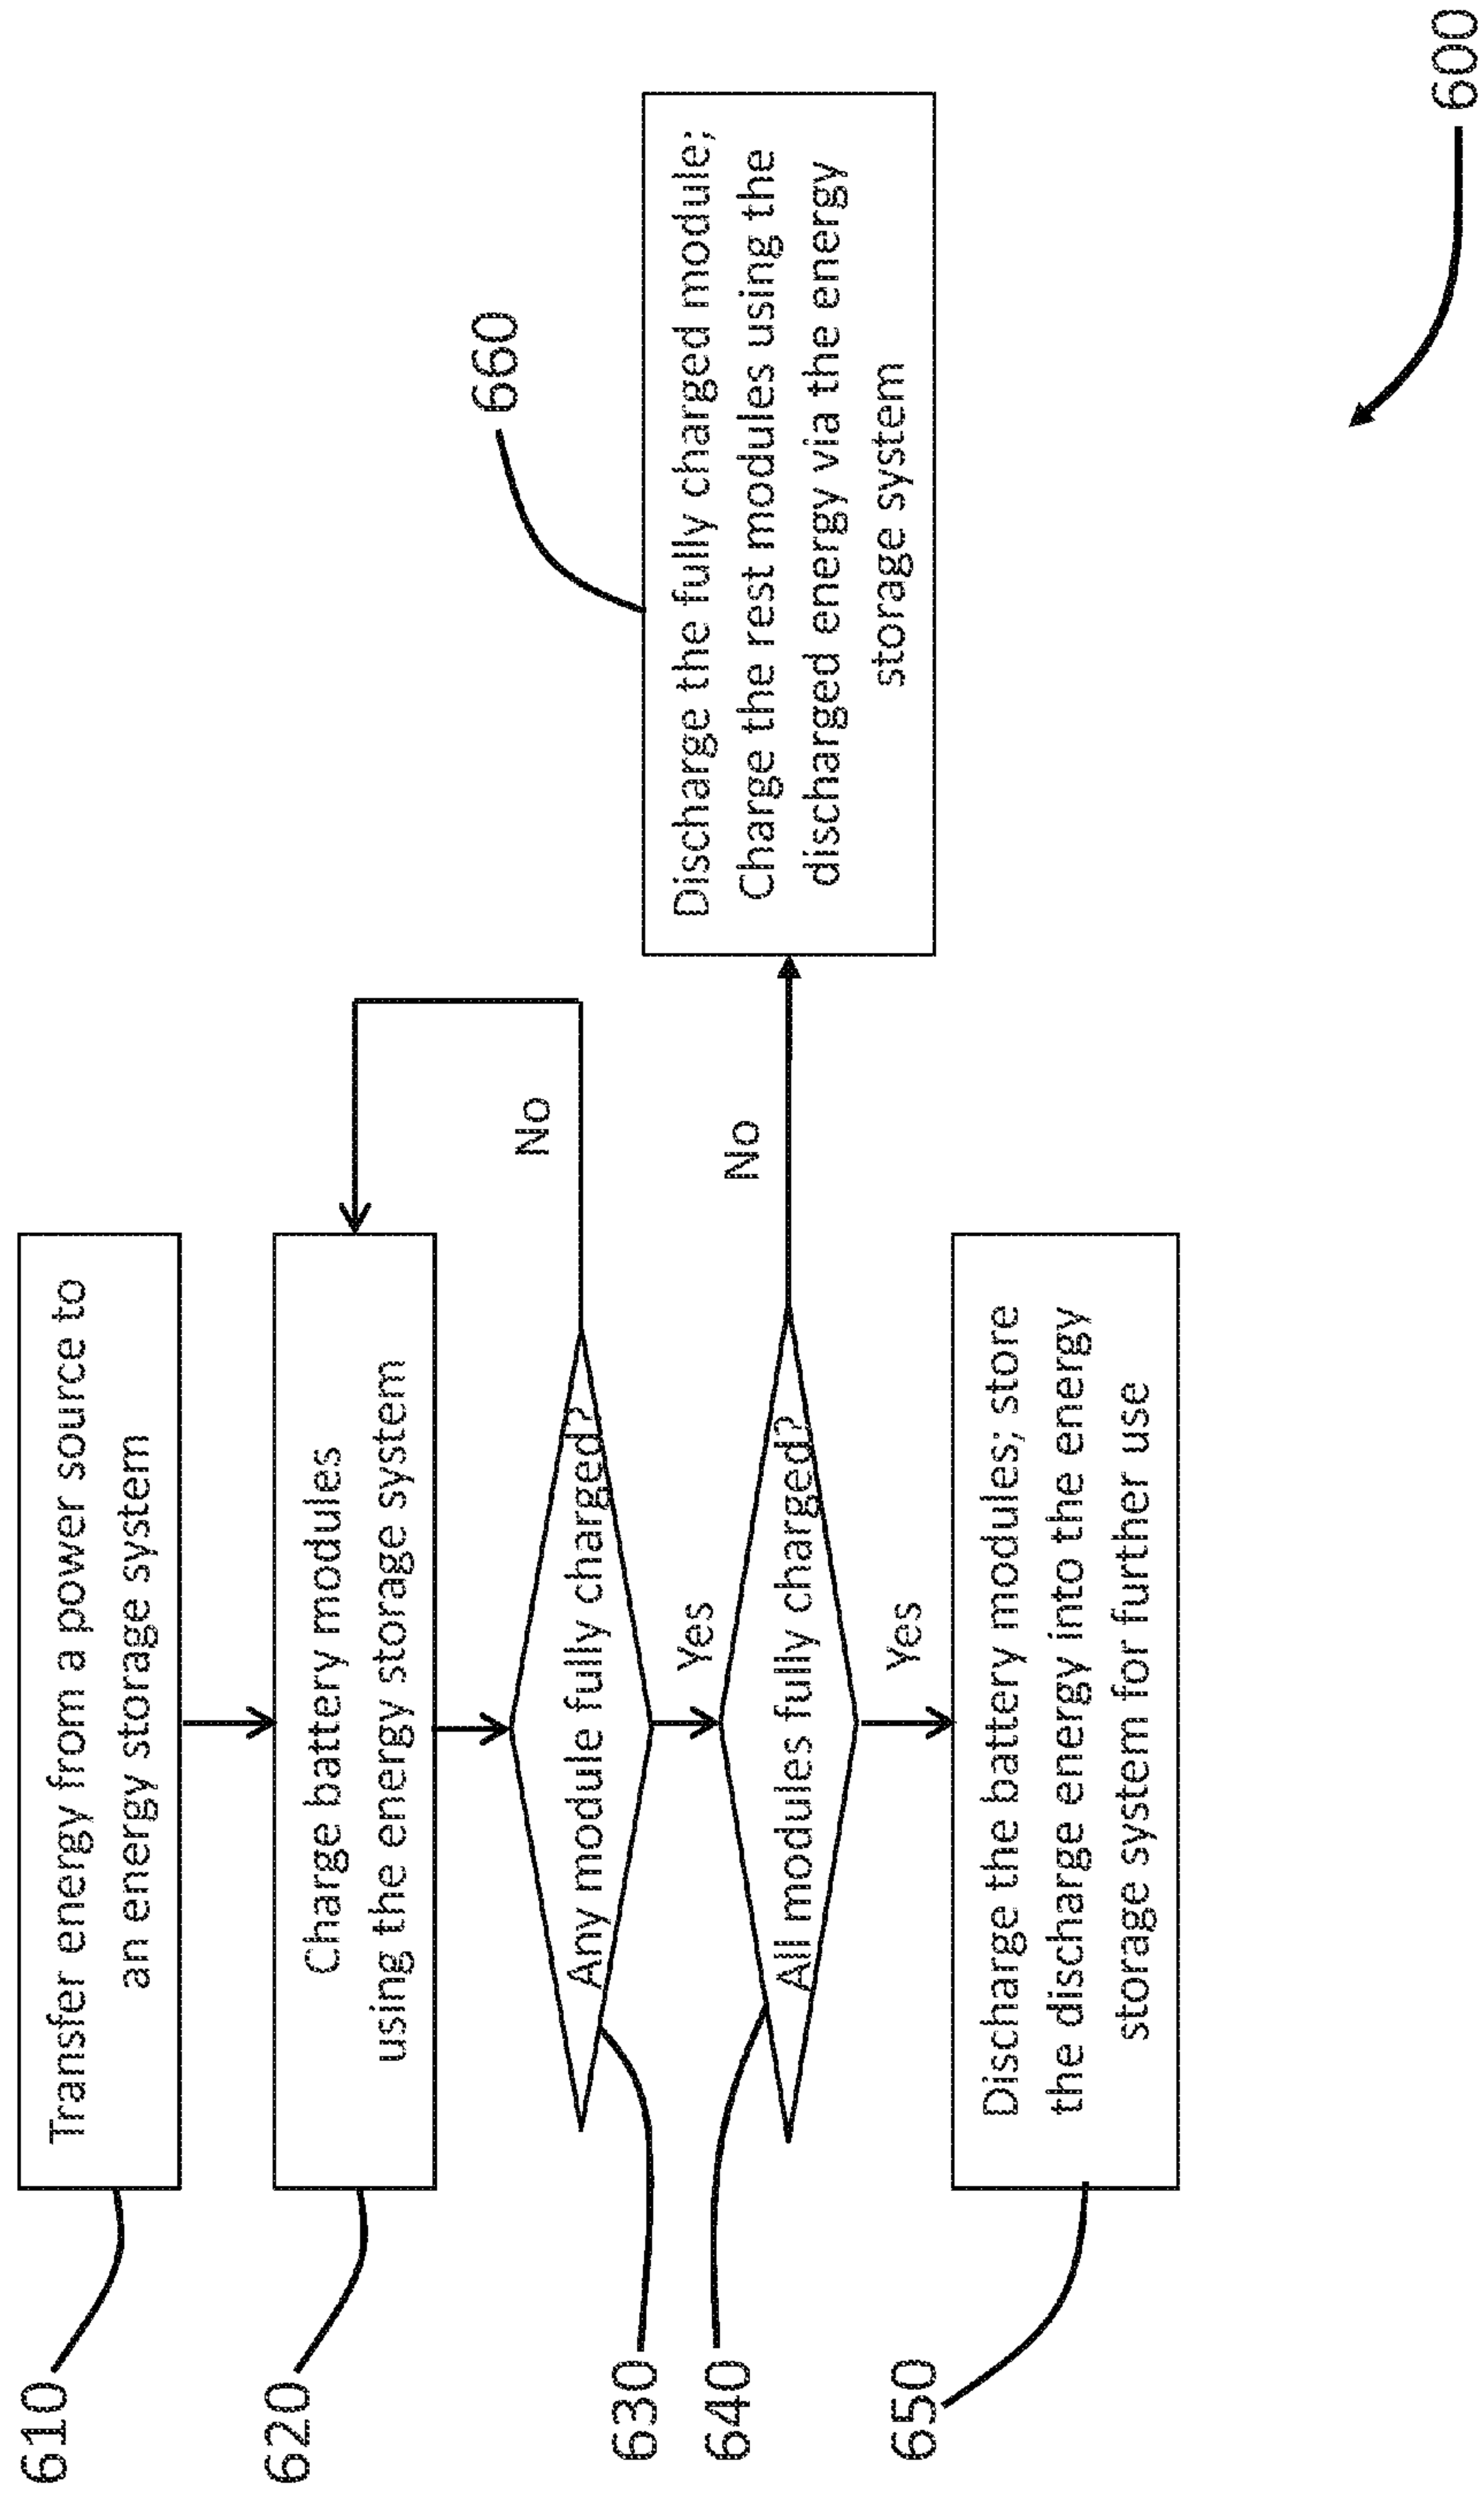 610
Transfer energy from a power source to
an energy storage system
620
Charge battery modules
using the energy storage system
630
Any module fully charged?
No
Yes
640
All modules fully charged?
No
Yes
660
Discharge the fully charged module;
Charge the rest modules using the
discharged energy via the energy
storage system
650
Discharge the battery modules; store
the discharge energy into the energy
storage system for further use
600